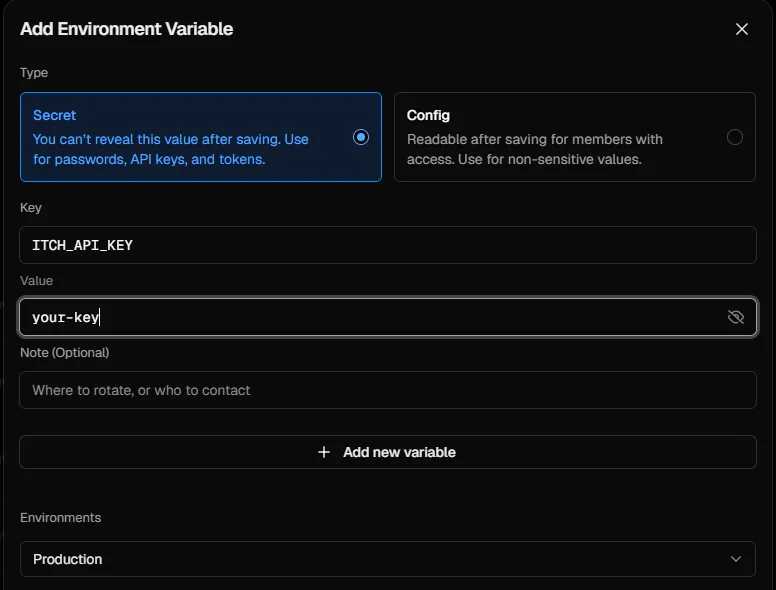 Add Environment Variable
Type
Secret
You can't reveal this value after saving. Use
for passwords, API keys, and tokens.
Config
Readable after saving for members with
access. Use for non-sensitive values.
Key
ITCH_API_KEY
Value
your-key
Note (Optional)
Where to rotate, or who to contact
Add new variable
Environments
Production